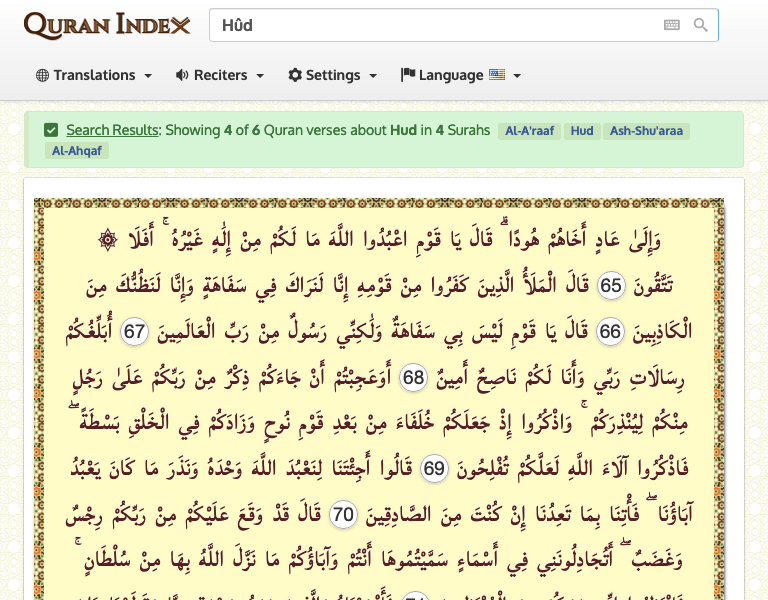 QURAN INDEX
Hûd
Translations Reciters Settings Language
Search Results: Showing 4 of 6 Quran verses about Hud in 4 Surahs Al-A'raaf Hud Ash-Shu'araa
Al-Ahqaf
۞ وَإِلَىٰ عَادٍ أَخَاهُمْ هُودًا ۗ قَالَ يَا قَوْمِ اعْبُدُوا اللَّهَ مَا لَكُمْ مِنْ إِلَٰهٍ غَيْرُهُ ۚ أَفَلَا
تَتَّقُونَ 65 قَالَ الْمَلَأُ الَّذِينَ كَفَرُوا مِنْ قَوْمِهِ إِنَّا لَنَرَاكَ فِي سَفَاهَةٍ وَإِنَّا لَنَظُنُّكَ مِنَ
الْكَاذِبِينَ 66 قَالَ يَا قَوْمِ لَيْسَ بِي سَفَاهَةٌ وَلَٰكِنِّي رَسُولٌ مِنْ رَبِّ الْعَالَمِينَ 67 أُبَلِّغُكُمْ
رِسَالَاتِ رَبِّي وَأَنَا لَكُمْ نَاصِحٌ أَمِينٌ 68 أَوَعَجِبْتُمْ أَنْ جَاءَكُمْ ذِكْرٌ مِنْ رَبِّكُمْ عَلَىٰ رَجُلٍ
مِنْكُمْ لِيُنْذِرَكُمْ ۚ وَاذْكُرُوا إِذْ جَعَلَكُمْ خُلَفَاءَ مِنْ بَعْدِ قَوْمِ نُوحٍ وَزَادَكُمْ فِي الْخَلْقِ بَسْطَةً ۖ
فَاذْكُرُوا آلَاءَ اللَّهِ لَعَلَّكُمْ تُفْلِحُونَ 69 قَالُوا أَجِئْتَنَا لِنَعْبُدَ اللَّهَ وَحْدَهُ وَنَذَرَ مَا كَانَ يَعْبُدُ
آبَاؤُنَا ۖ فَأْتِنَا بِمَا تَعِدُنَا إِنْ كُنْتَ مِنَ الصَّادِقِينَ 70 قَالَ قَدْ وَقَعَ عَلَيْكُمْ مِنْ رَبِّكُمْ رِجْسٌ
وَغَضَبٌ ۖ أَتُجَادِلُونَنِي فِي أَسْمَاءٍ سَمَّيْتُمُوهَا أَنْتُمْ وَآبَاؤُكُمْ مَا نَزَّلَ اللَّهُ بِهَا مِنْ سُلْطَانٍ ۚ